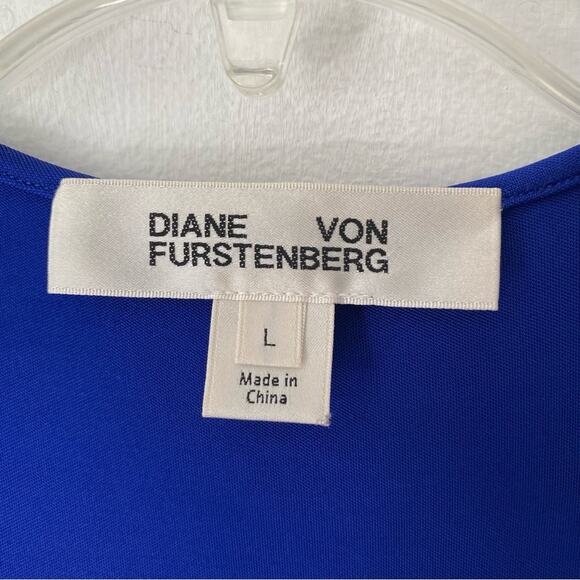 DIANE VON
FURSTENBERG
L
Made in
China